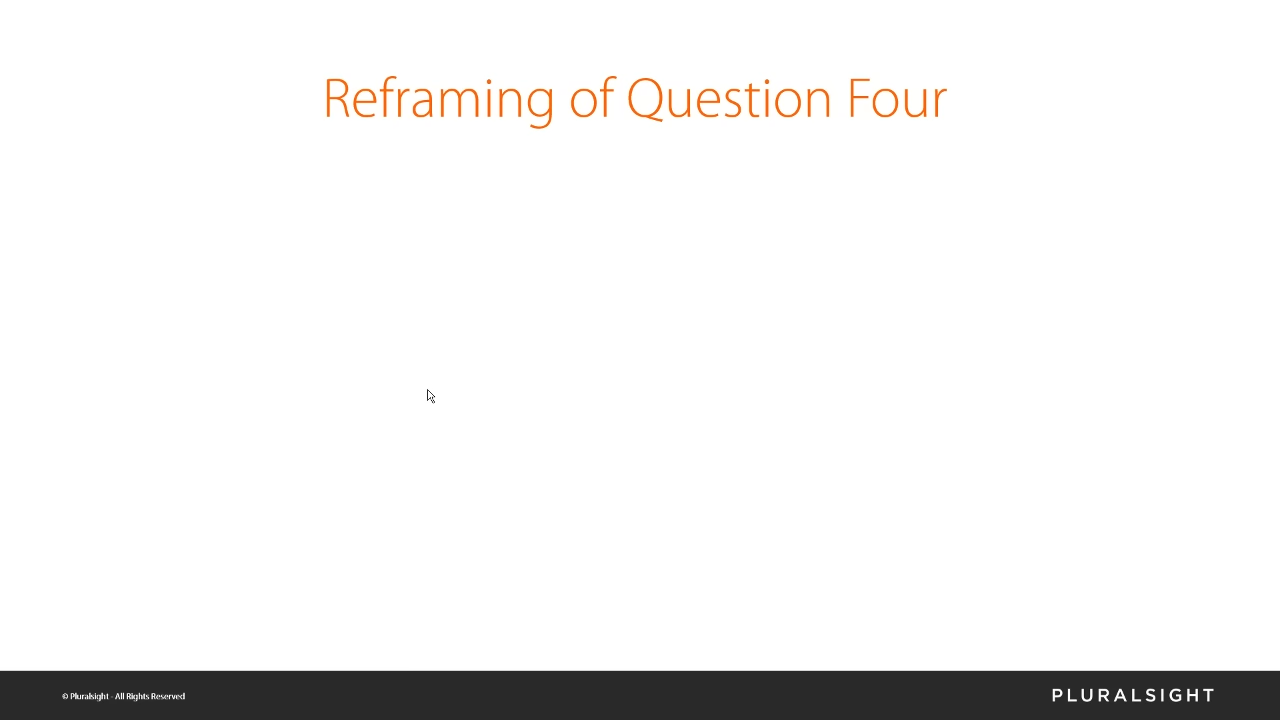 Reframing of Question Four
© Pluralsight - All Rights Reserved
PLURALSIGHT